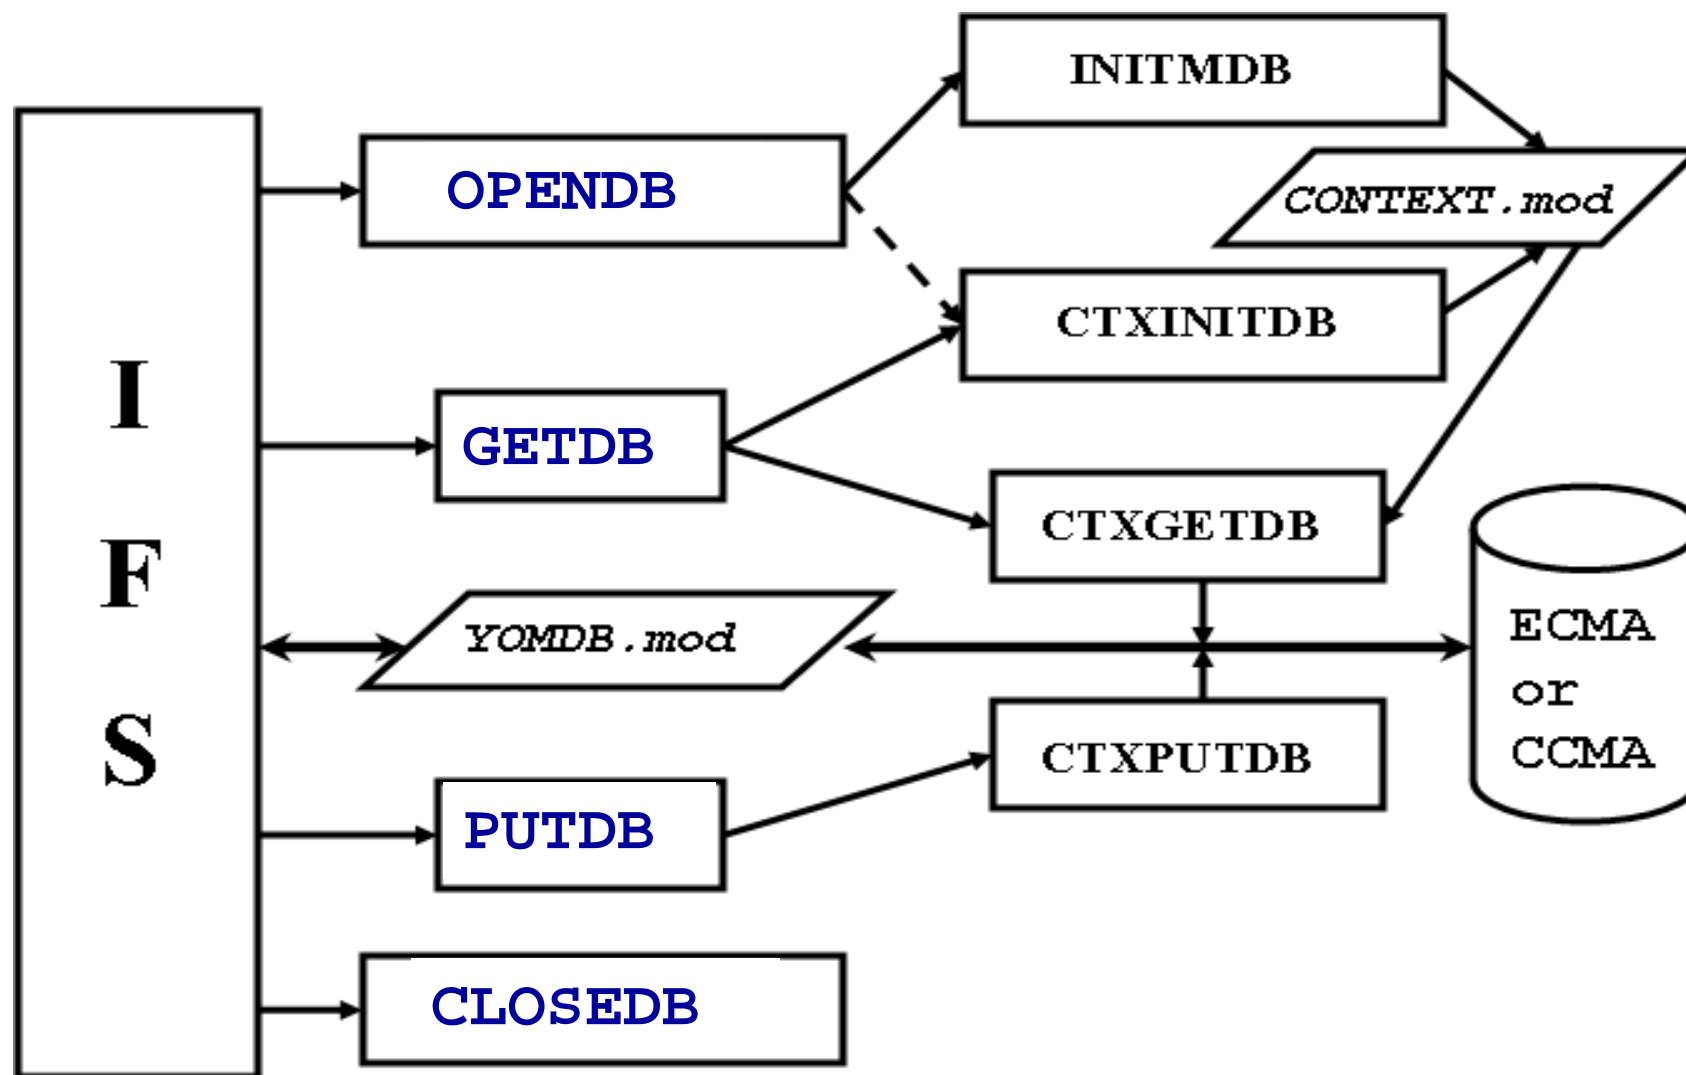 I
F
S
OPENDB
GETDB
YOMDB.mod
PUTDB
CLOSEDB
INITMDB
CONTEXT.mod
CTXINITDB
CTXGETDB
CTXPUTDB
ECMA
or
CCMA